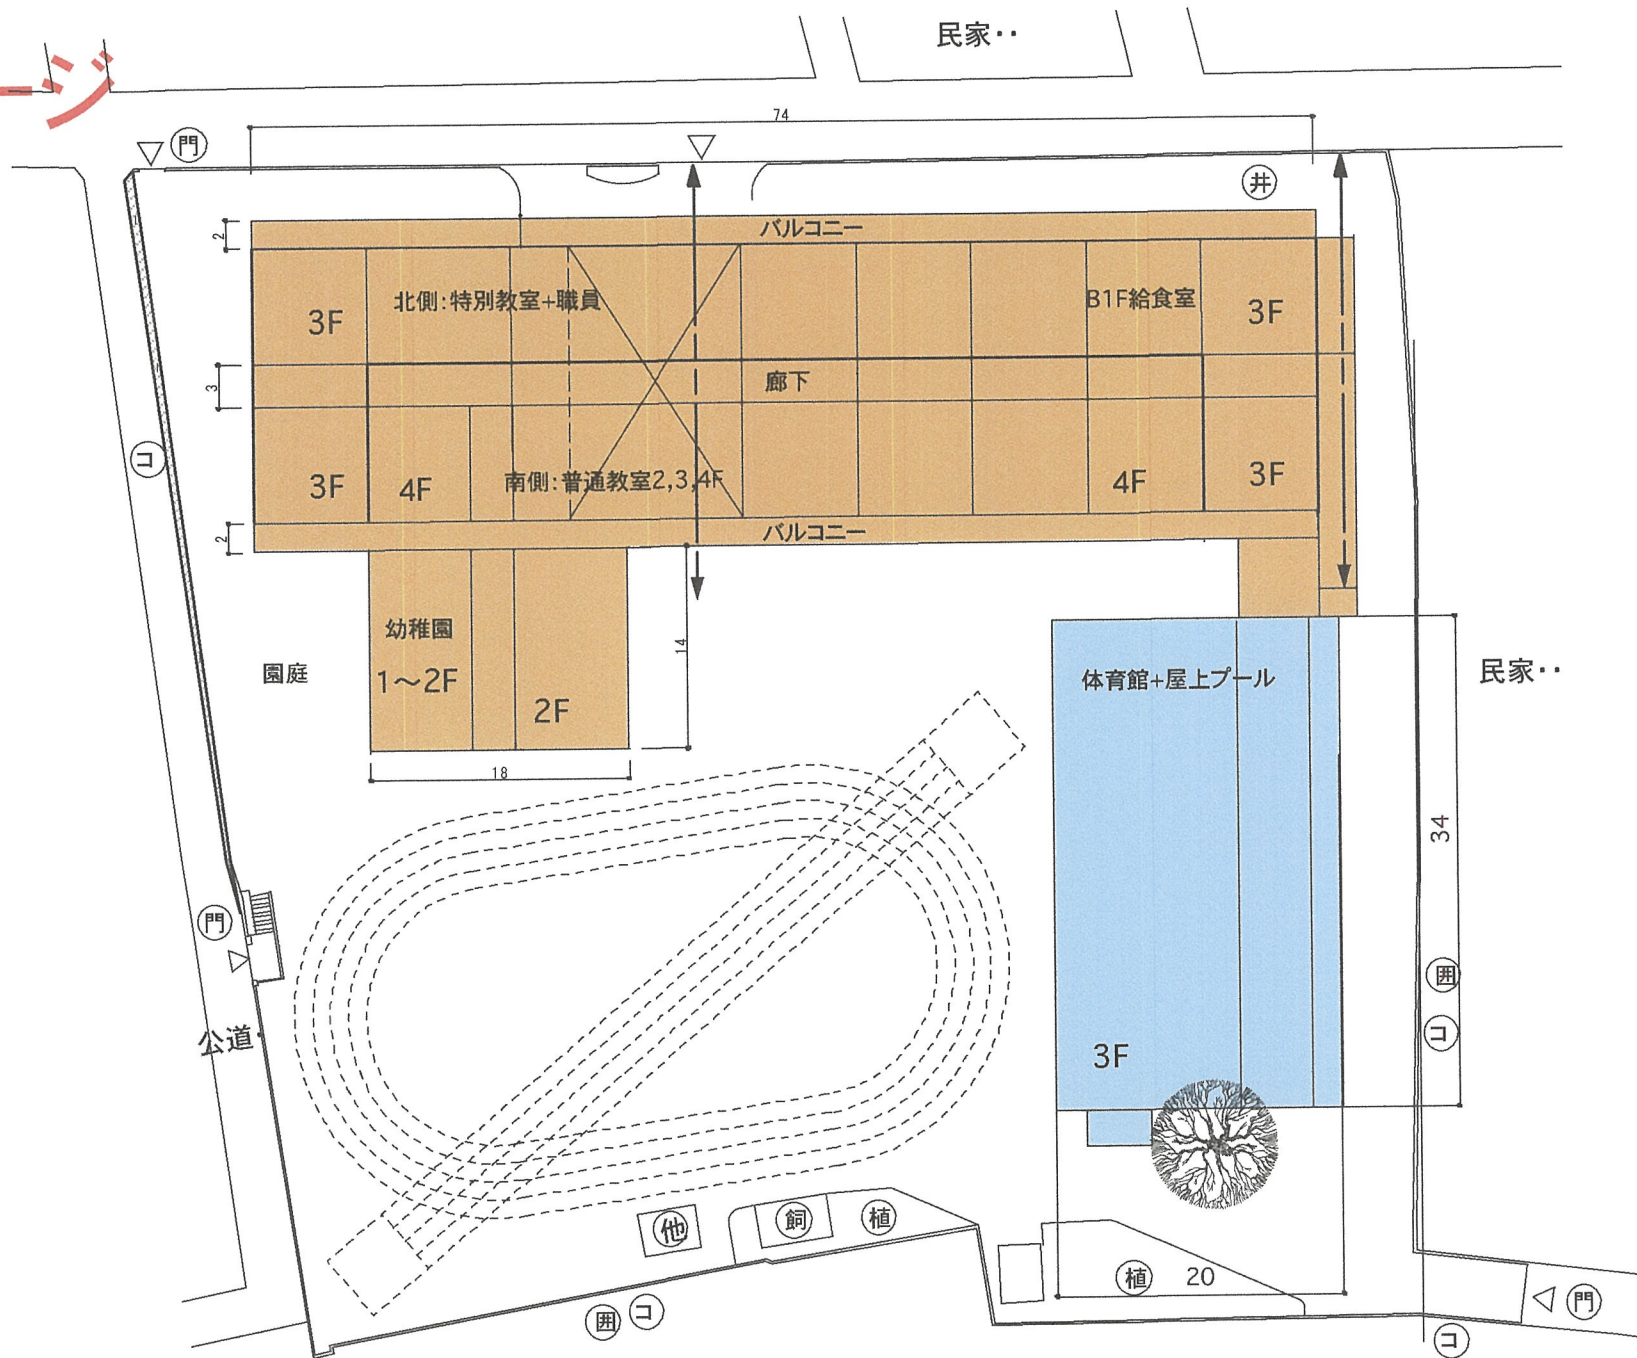 民家‥
ージ
74
門
井
バルコニー
2
北側:特別教室+職員
B1F給食室
3F
3F
3
廊下
コ
3F
4F
南側:普通教室2,3,4F
4F
3F
2
バルコニー
幼稚園
14
園庭
1～2F
2F
体育館+屋上プール
民家‥
18
34
門
囲
公道
コ
3F
他
飼
植
植
20
囲
コ
門
コ